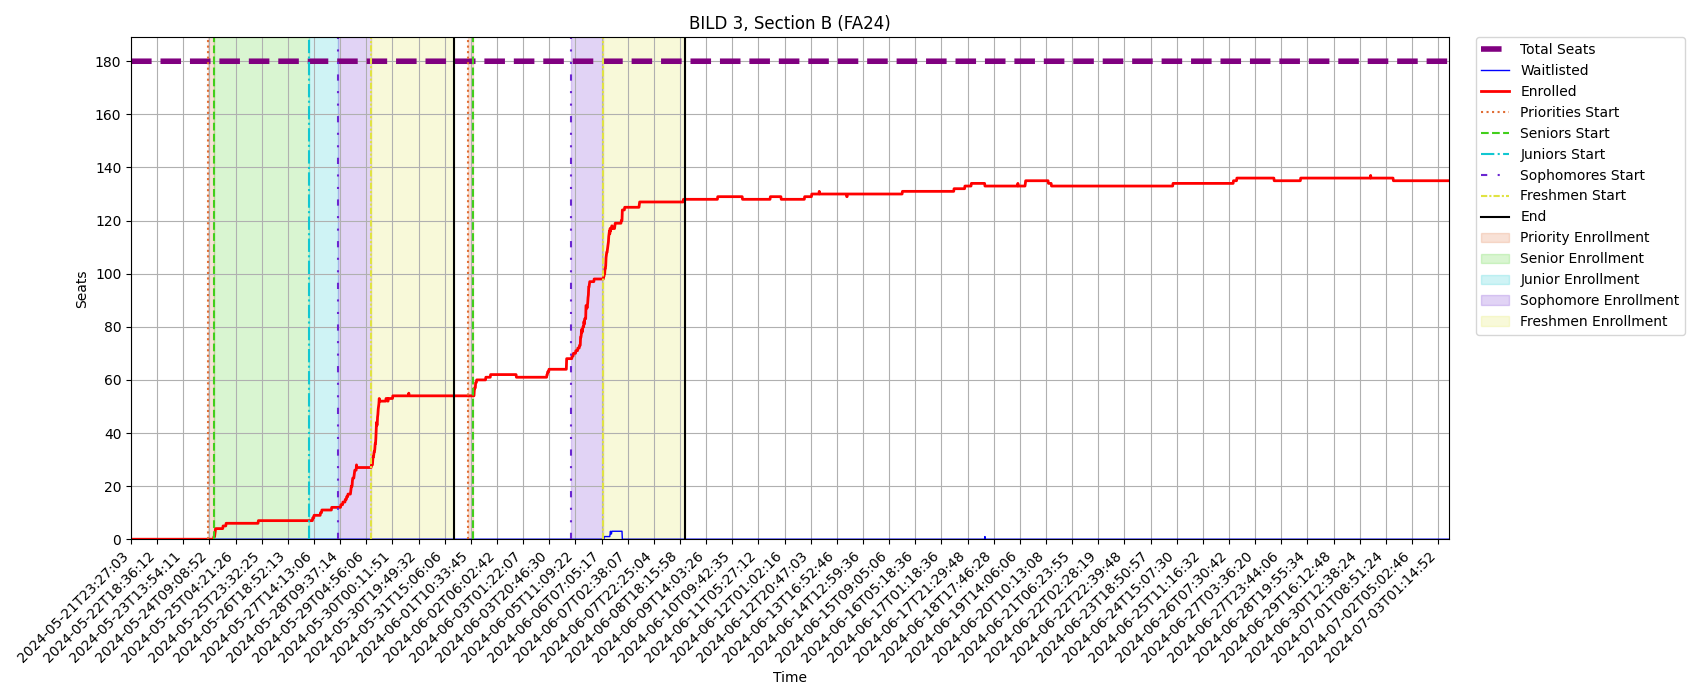 BILD 3, Section B (FA24)
Total Seats
Waitlisted
Enrolled
Priorities Start
Seniors Start
Juniors Start
Sophomores Start
Freshmen Start
End
Priority Enrollment
Senior Enrollment
Junior Enrollment
Sophomore Enrollment
Freshmen Enrollment
Seats
180
160
140
120
100
80
60
40
20
0
2024-05-21T23:27:03
2024-05-22T18:36:12
2024-05-23T13:54:11
2024-05-24T09:08:52
2024-05-25T04:21:26
2024-05-25T23:32:25
2024-05-26T18:52:13
2024-05-27T14:13:06
2024-05-28T09:37:14
2024-05-29T04:56:06
2024-05-30T00:11:51
2024-05-30T19:49:32
2024-05-31T15:06:06
2024-06-01T10:33:45
2024-06-02T06:02:42
2024-06-03T01:22:07
2024-06-03T20:46:30
2024-06-05T11:09:22
2024-06-06T07:05:17
2024-06-07T02:38:07
2024-06-07T22:25:04
2024-06-08T18:15:58
2024-06-09T14:03:26
2024-06-10T09:42:35
2024-06-11T05:27:12
2024-06-12T01:02:16
2024-06-12T20:47:03
2024-06-13T16:52:46
2024-06-14T12:59:36
2024-06-15T09:05:06
2024-06-16T05:18:36
2024-06-17T01:18:36
2024-06-17T21:29:48
2024-06-18T17:46:28
2024-06-19T14:06:06
2024-06-20T10:13:08
2024-06-21T06:23:55
2024-06-22T02:28:19
2024-06-22T22:39:48
2024-06-23T18:50:57
2024-06-24T15:07:30
2024-06-25T11:16:32
2024-06-26T07:30:42
2024-06-27T03:36:20
2024-06-27T23:44:06
2024-06-28T19:55:34
2024-06-29T16:12:48
2024-06-30T12:38:24
2024-07-01T08:51:24
2024-07-02T05:02:46
2024-07-03T01:14:52
Time